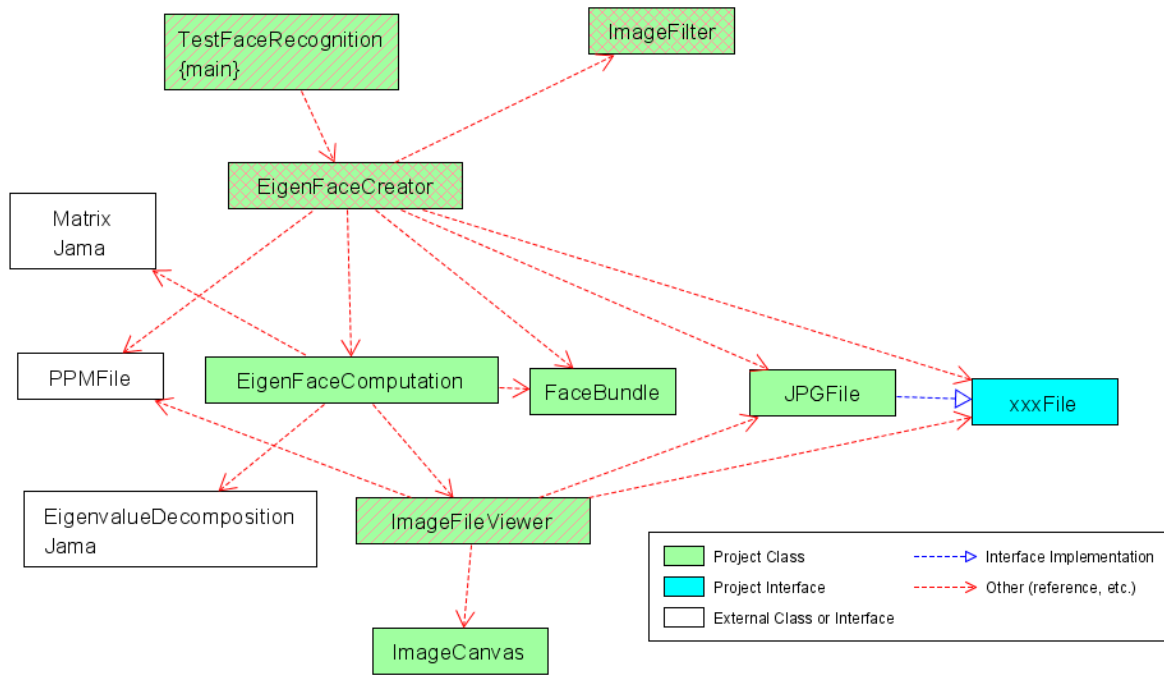 TestFaceRecognition
{main}
ImageFilter
EigenFaceCreator
Matrix
Jama
PPMFile
EigenFaceComputation
FaceBundle
JPGFile
xxxFile
EigenvalueDecomposition
Jama
ImageFileViewer
ImageCanvas
Project Class
Interface Implementation
Project Interface
Other (reference, etc.)
External Class or Interface